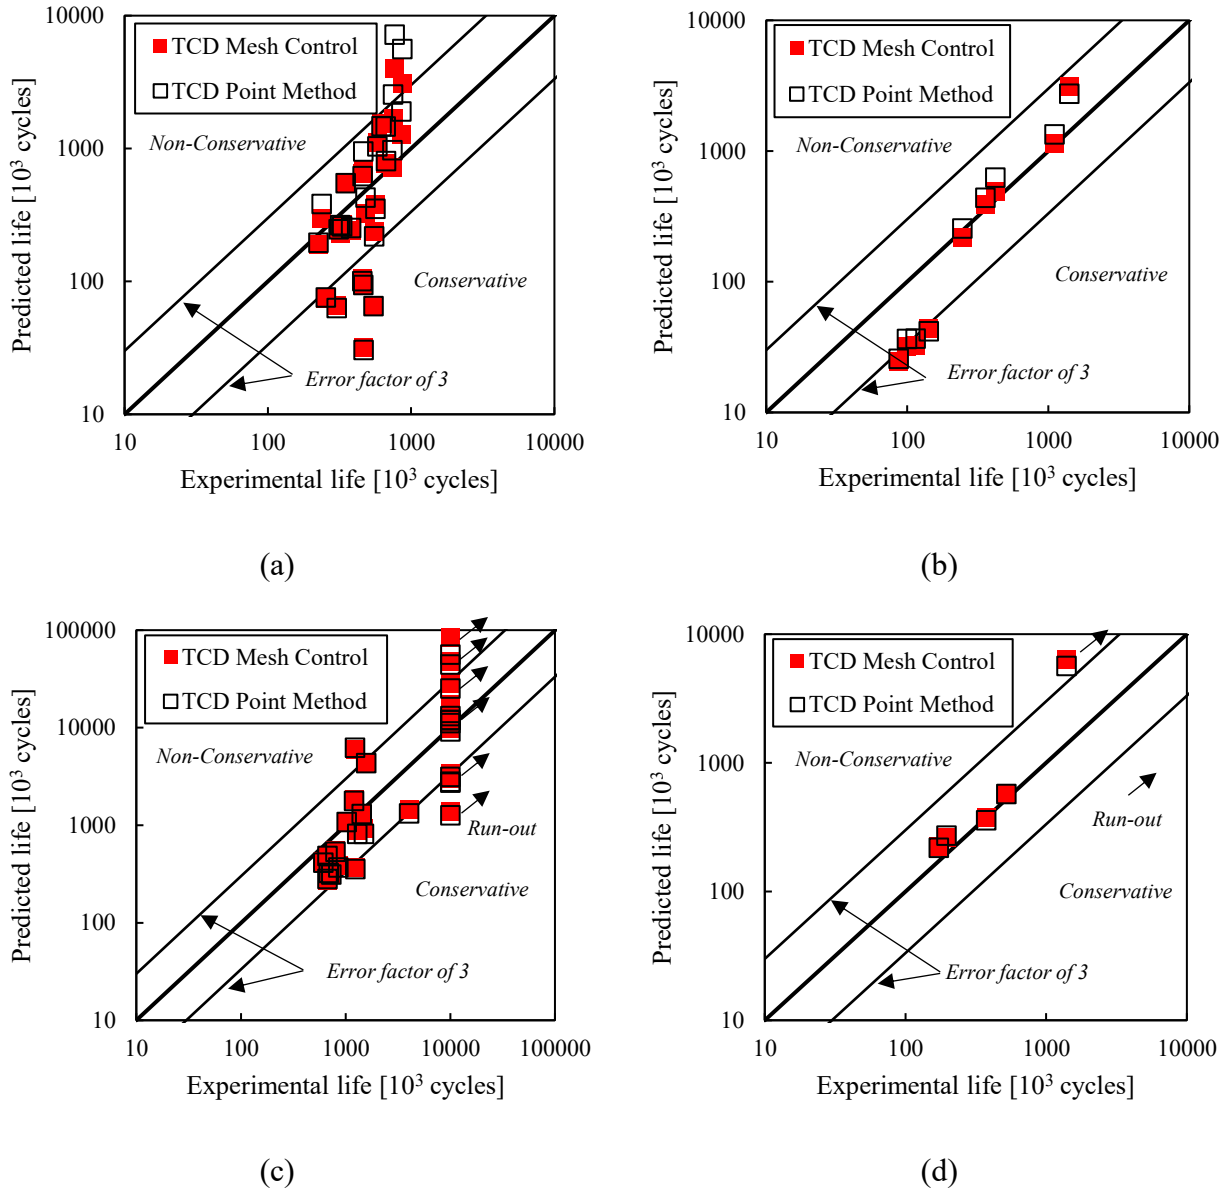 10000
1000
100
10
Predicted life [10³ cycles]
TCD Mesh Control
TCD Point Method
Non-Conservative
Conservative
Error factor of 3
10 100 1000 10000
Experimental life [10³ cycles]
(a)
10000
1000
100
10
Predicted life [10³ cycles]
TCD Mesh Control
TCD Point Method
Non-Conservative
Conservative
Error factor of 3
10 100 1000 10000
Experimental life [10³ cycles]
(b)
100000
10000
1000
100
10
Predicted life [10³ cycles]
TCD Mesh Control
TCD Point Method
Non-Conservative
Run-out
Conservative
Error factor of 3
10 100 1000 10000 100000
Experimental life [10³ cycles]
(c)
10000
1000
100
10
Predicted life [10³ cycles]
TCD Mesh Control
TCD Point Method
Non-Conservative
Run-out
Conservative
Error factor of 3
10 100 1000 10000
Experimental life [10³ cycles]
(d)